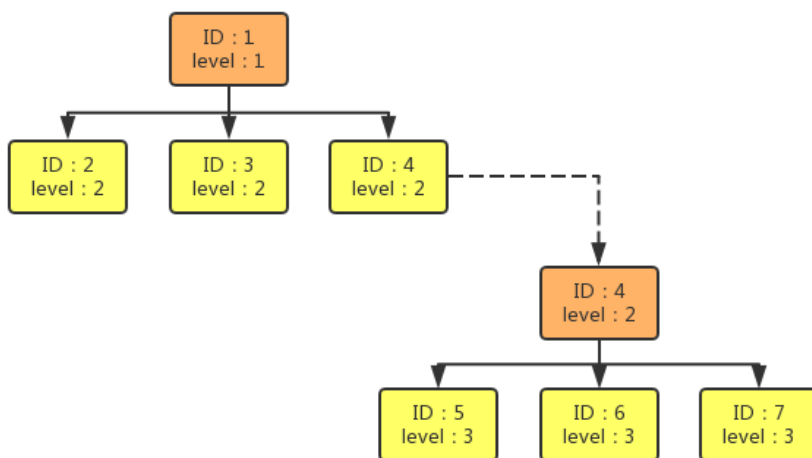 ID : 1
level : 1
ID : 2
level : 2
ID : 3
level : 2
ID : 4
level : 2
ID : 4
level : 2
ID : 5
level : 3
ID : 6
level : 3
ID : 7
level : 3